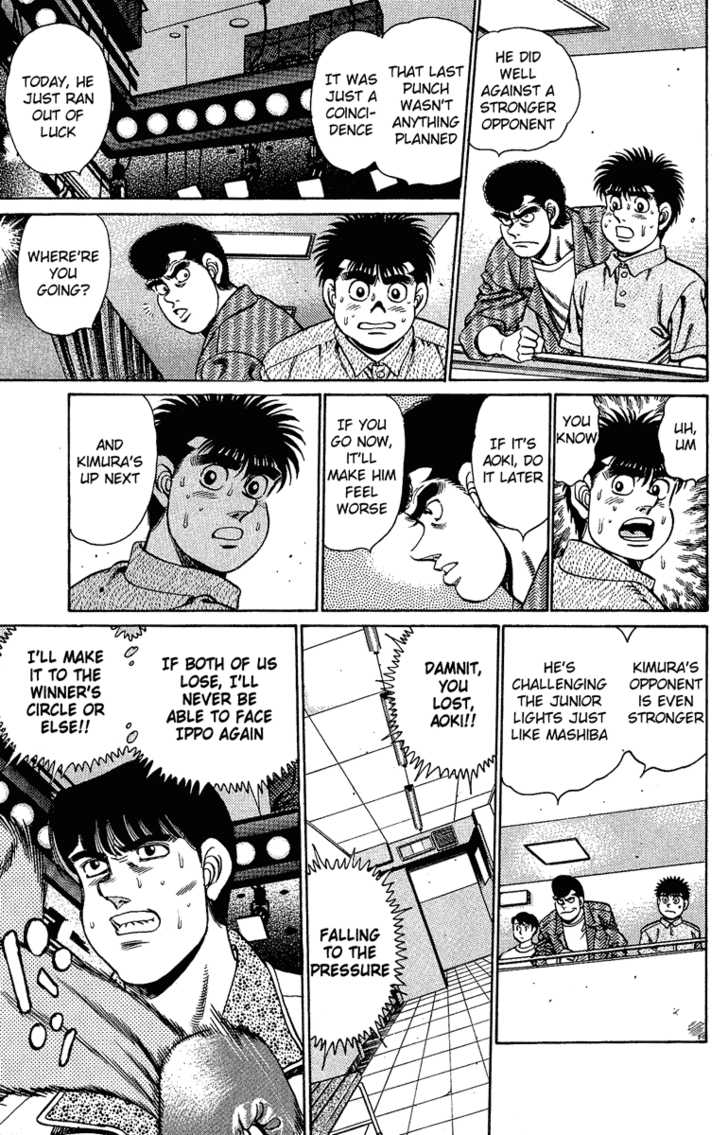 HE DID
WELL
AGAINST A
STRONGER
OPPONENT
THAT LAST
PUNCH
WASN'T
ANYTHING
PLANNED
IT WAS
JUST A
COINCI-
DENCE
TODAY, HE
JUST RAN
OUT OF
LUCK
WHERE'RE
YOU
GOING?
UH,
UM
YOU
KNOW
IF IT'S
AOKI, DO
IT LATER
IF YOU
GO NOW,
IT'LL
MAKE HIM
FEEL
WORSE
AND
KIMURA'S
UP NEXT
KIMURA'S
OPPONENT
IS EVEN
STRONGER
HE'S
CHALLENGING
THE JUNIOR
LIGHTS JUST
LIKE MASHIBA
DAMNIT,
YOU
LOST,
AOKI!!
FALLING
TO THE
PRESSURE
IF BOTH OF US
LOSE, I'LL
NEVER BE
ABLE TO FACE
IPPO AGAIN
I'LL MAKE
IT TO THE
WINNER'S
CIRCLE OR
ELSE!!